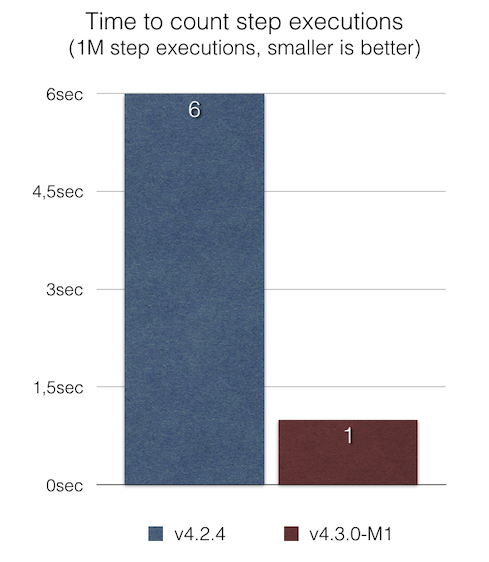 Time to count step executions
(1M step executions, smaller is better)
6sec
6
4,5sec
3sec
1,5sec
1
0sec
v4.2.4 v4.3.0-M1